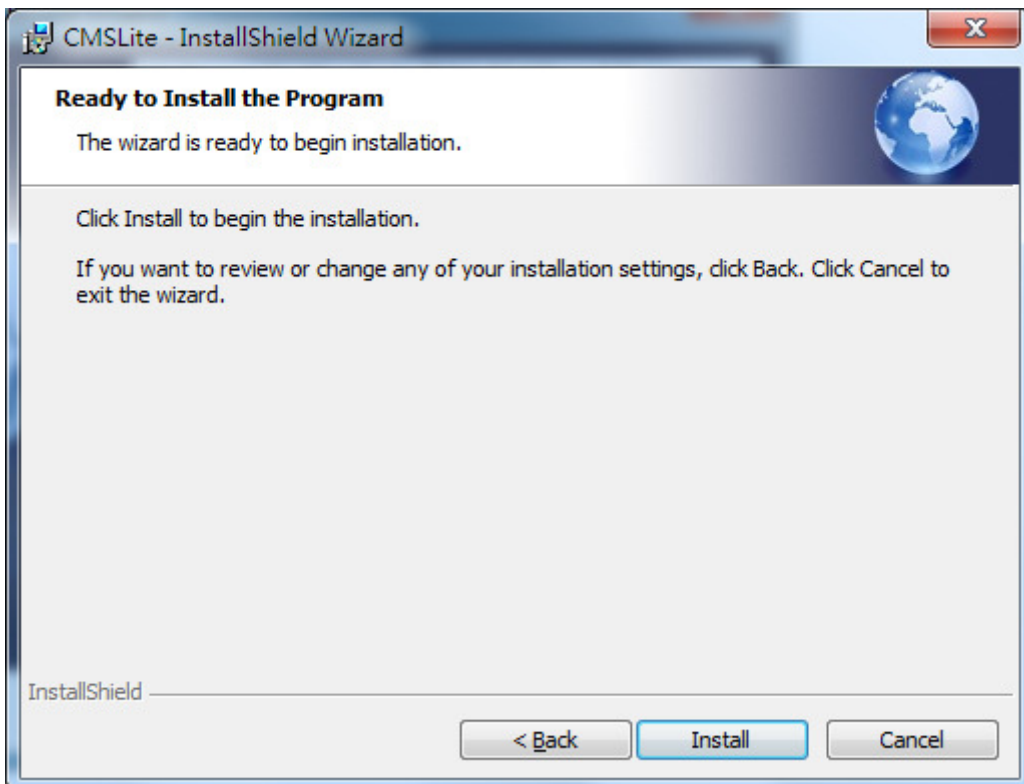 CMSLite - InstallShield Wizard
Ready to Install the Program
The wizard is ready to begin installation.
Click Install to begin the installation.
If you want to review or change any of your installation settings, click Back. Click Cancel to
exit the wizard.
InstallShield
< Back
Install
Cancel